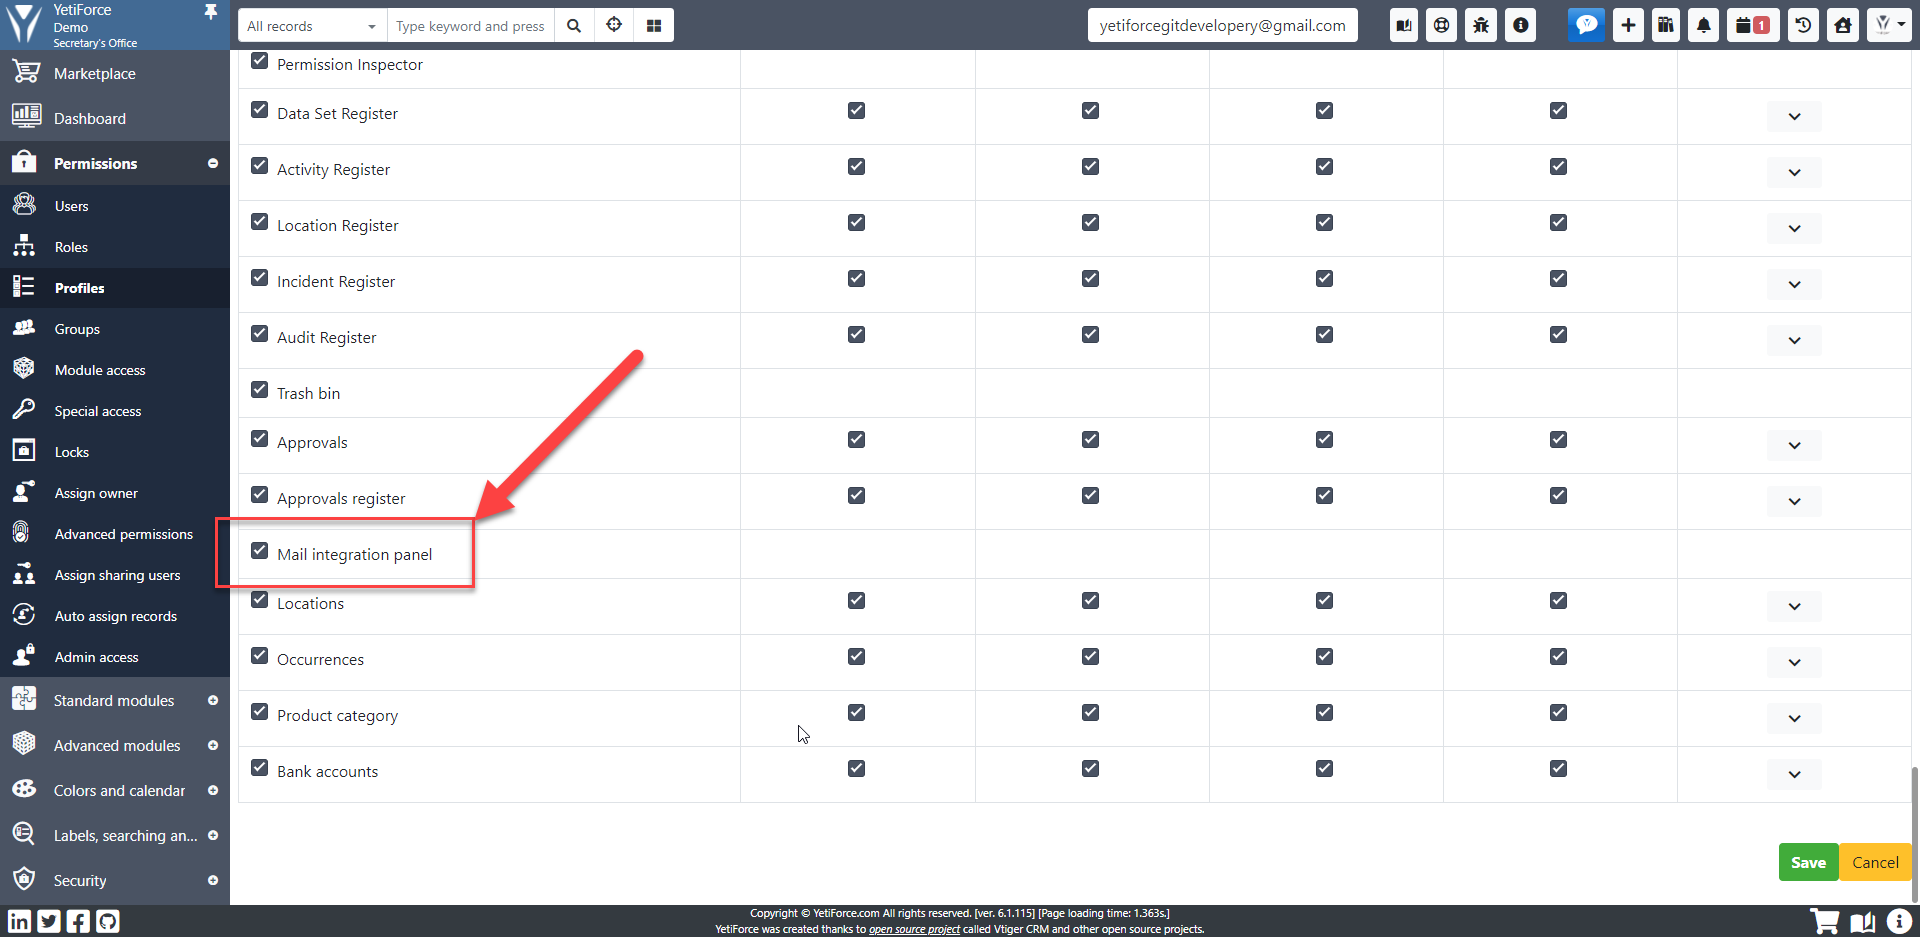 YetiForce
Demo
Secretary's Office
All records
Type keyword and press
yetiforcegitdevelopery@gmail.com
1
Marketplace
Dashboard
Permissions
Users
Roles
Profiles
Groups
Module access
Special access
Locks
Assign owner
Advanced permissions
Assign sharing users
Auto assign records
Admin access
Standard modules
Advanced modules
Colors and calendar
Labels, searching an...
Security
Permission Inspector
Data Set Register
Activity Register
Location Register
Incident Register
Audit Register
Trash bin
Approvals
Approvals register
Mail integration panel
Locations
Occurrences
Product category
Bank accounts
Save Cancel
Copyright © YetiForce.com All rights reserved. [ver. 6.1.115] [Page loading time: 1.363s.]
YetiForce was created thanks to open source project called Vtiger CRM and other open source projects.